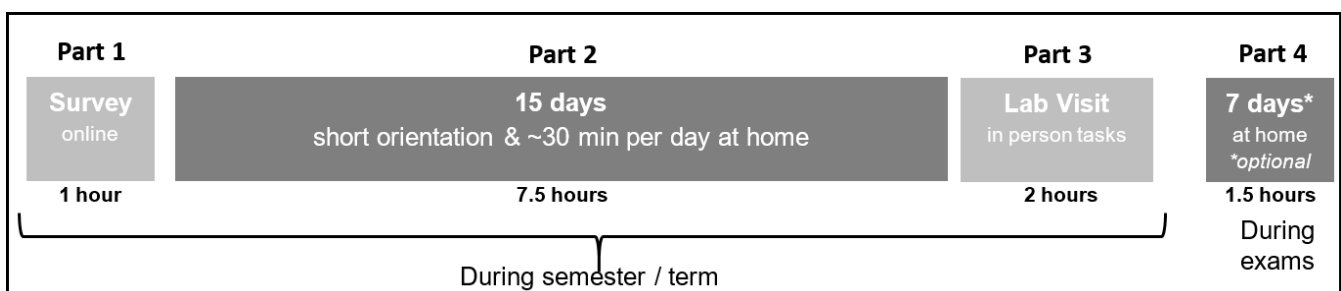 Part 1
Survey
online
1 hour
Part 2
15 days
short orientation & ~30 min per day at home
7.5 hours
Part 3
Lab Visit
in person tasks
2 hours
During semester / term
Part 4
7 days*
at home
*optional
1.5 hours
During
exams